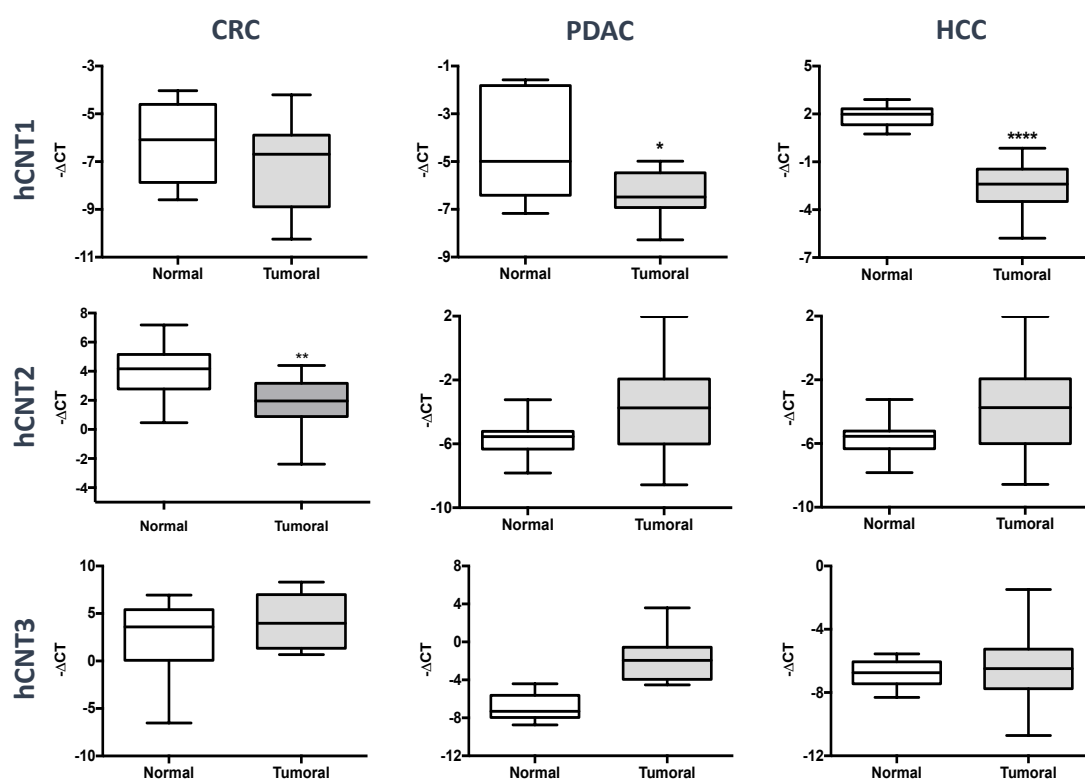 CRC PDAC HCC
hCNT1
-ΔCT
-3
-5
-7
-9
-11
Normal Tumoral
-ΔCT
-1
-3
-5
-7
-9
*
Normal Tumoral
-ΔCT
5
2
-1
-4
-7
****
Normal Tumoral
hCNT2
-ΔCT
8
6
4
2
0
-2
-4
**
Normal Tumoral
-ΔCT
2
-2
-6
-10
Normal Tumoral
-ΔCT
2
-2
-6
-10
Normal Tumoral
hCNT3
-ΔCT
10
5
0
-5
-10
Normal Tumoral
-ΔCT
8
4
0
-4
-8
-12
Normal Tumoral
-ΔCT
0
-4
-8
-12
Normal Tumoral